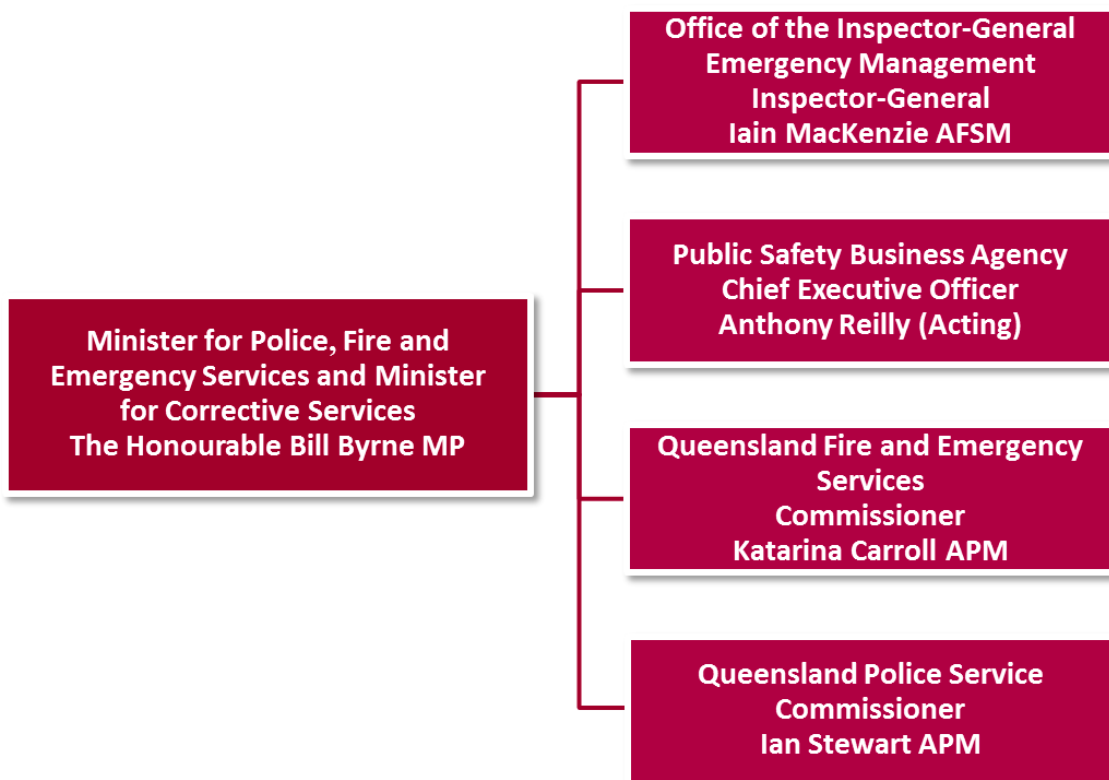 Minister for Police, Fire and
Emergency Services and Minister
for Corrective Services
The Honourable Bill Byrne MP
Office of the Inspector-General
Emergency Management
Inspector-General
Iain MacKenzie AFSM
Public Safety Business Agency
Chief Executive Officer
Anthony Reilly (Acting)
Queensland Fire and Emergency
Services
Commissioner
Katarina Carroll APM
Queensland Police Service
Commissioner
Ian Stewart APM